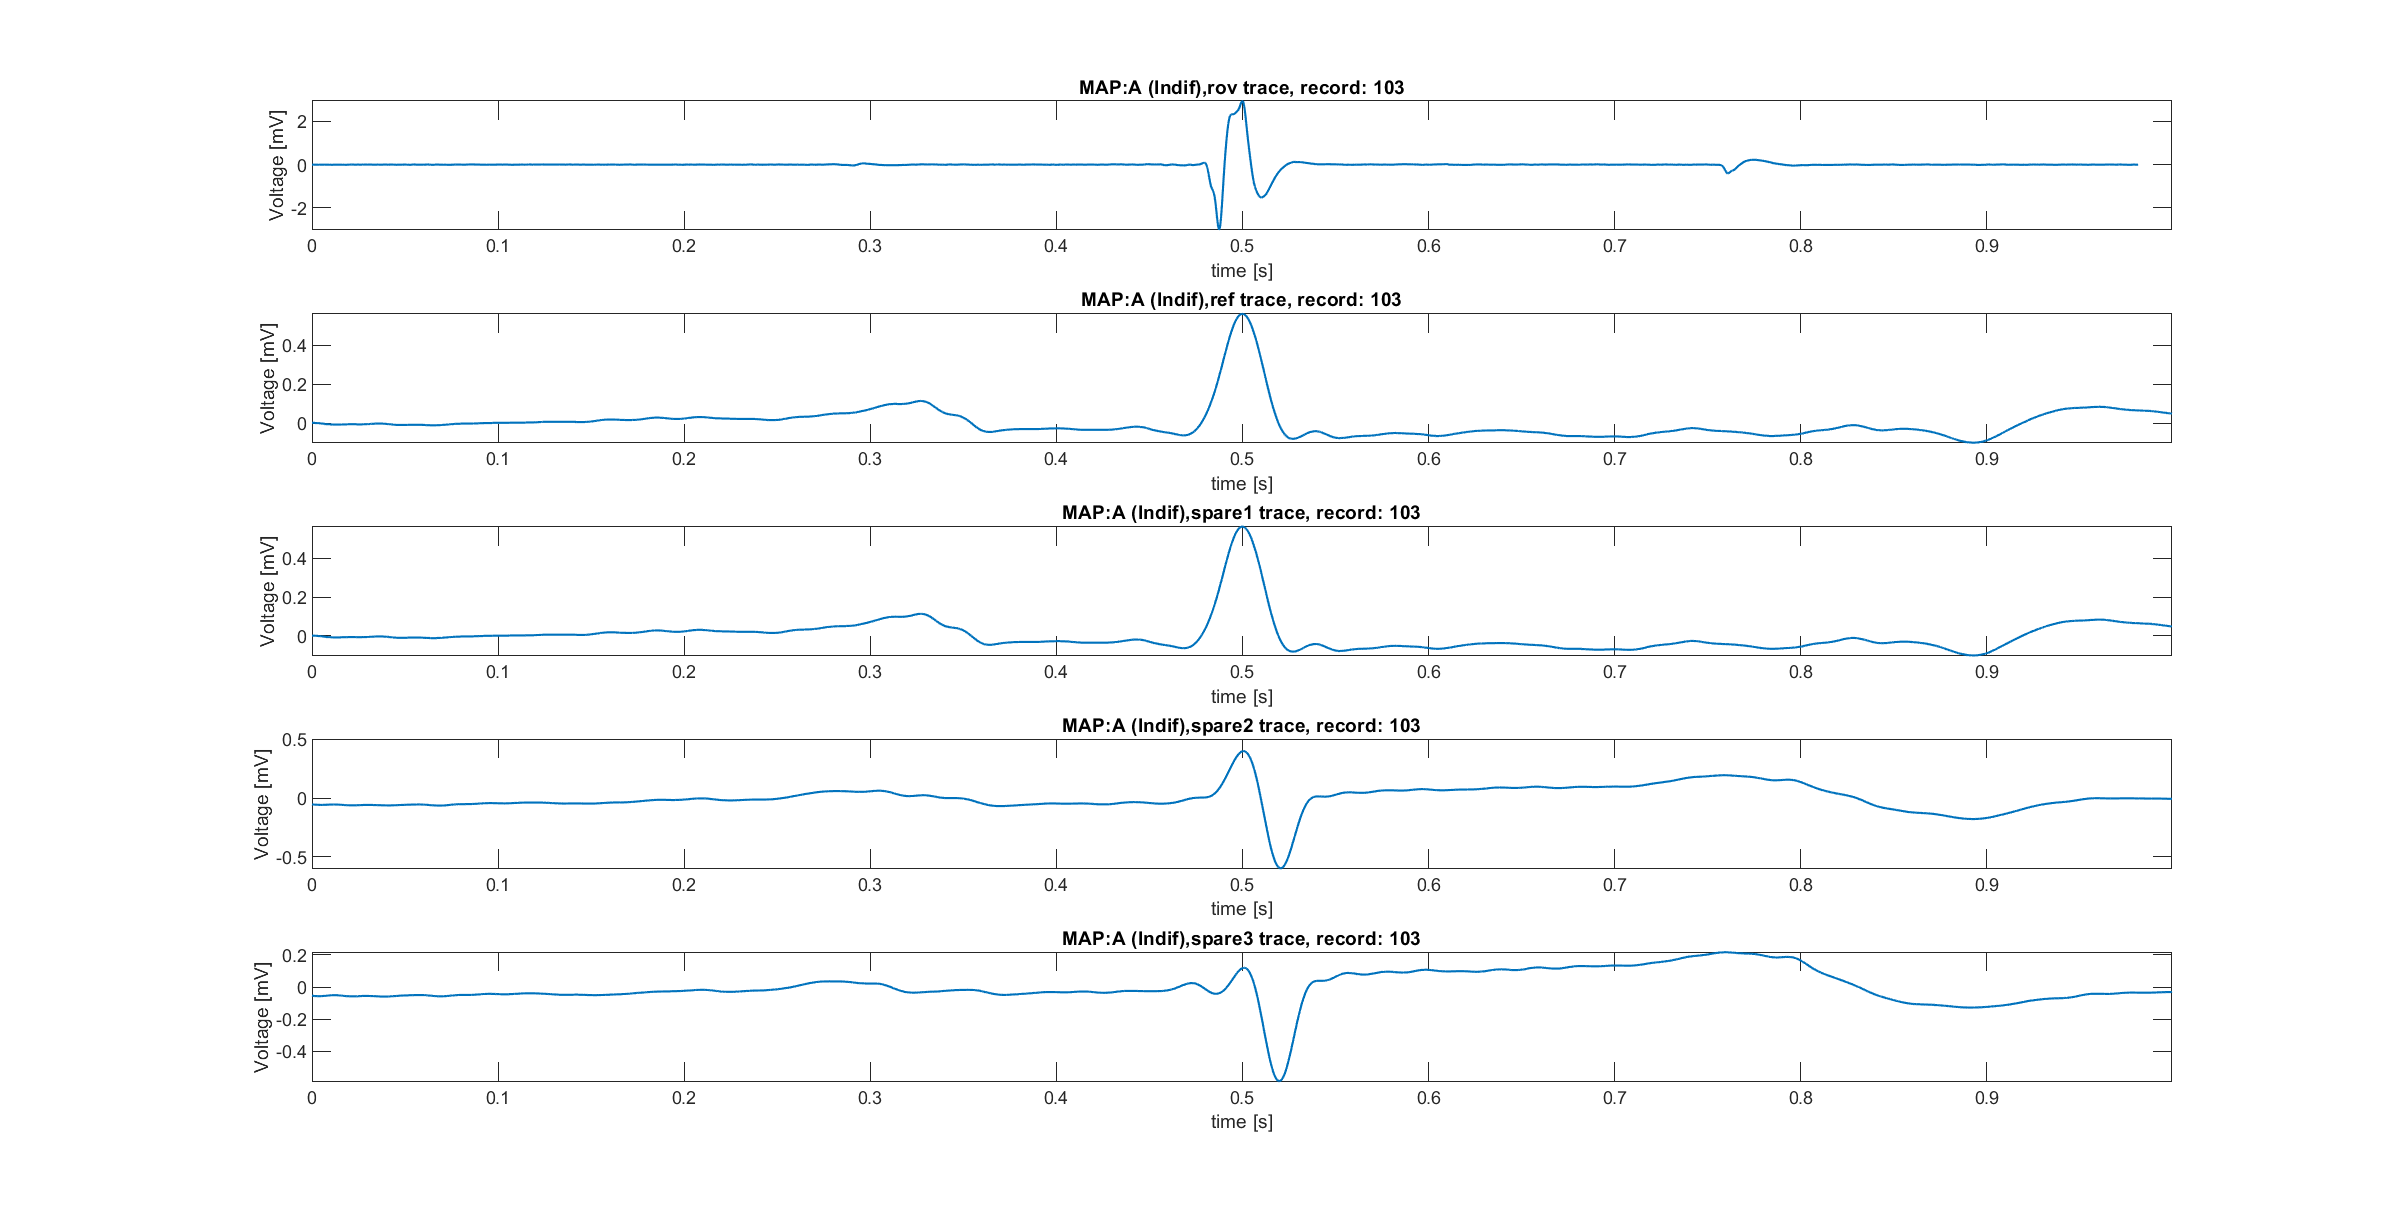 MAP:A (Indif),rov trace, record: 103
Voltage [mV]
2
0
-2
0 0.1 0.2 0.3 0.4 0.5 0.6 0.7 0.8 0.9
time [s]
MAP:A (Indif),ref trace, record: 103
Voltage [mV]
0.4
0.2
0
0 0.1 0.2 0.3 0.4 0.5 0.6 0.7 0.8 0.9
time [s]
MAP:A (Indif),spare1 trace, record: 103
Voltage [mV]
0.4
0.2
0
0 0.1 0.2 0.3 0.4 0.5 0.6 0.7 0.8 0.9
time [s]
MAP:A (Indif),spare2 trace, record: 103
Voltage [mV]
0.5
0
-0.5
0 0.1 0.2 0.3 0.4 0.5 0.6 0.7 0.8 0.9
time [s]
MAP:A (Indif),spare3 trace, record: 103
Voltage [mV]
0.2
0
-0.2
-0.4
0 0.1 0.2 0.3 0.4 0.5 0.6 0.7 0.8 0.9
time [s]